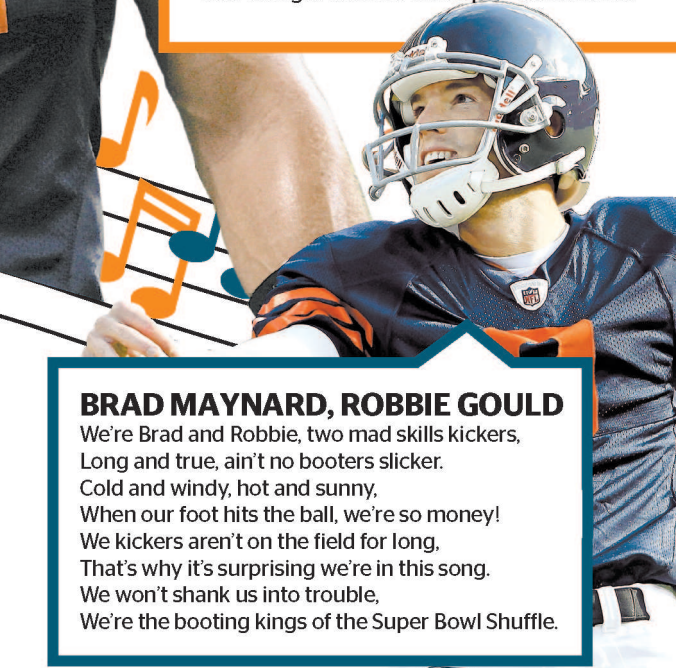 BRAD MAYNARD, ROBBIE GOULD
We're Brad and Robbie, two mad skills kickers,
Long and true, ain't no booters slicker.
Cold and windy, hot and sunny,
When our foot hits the ball, we're so money!
We kickers aren't on the field for long,
That's why it's surprising we're in this song.
We won't shank us into trouble,
We're the booting kings of the Super Bowl Shuffle.